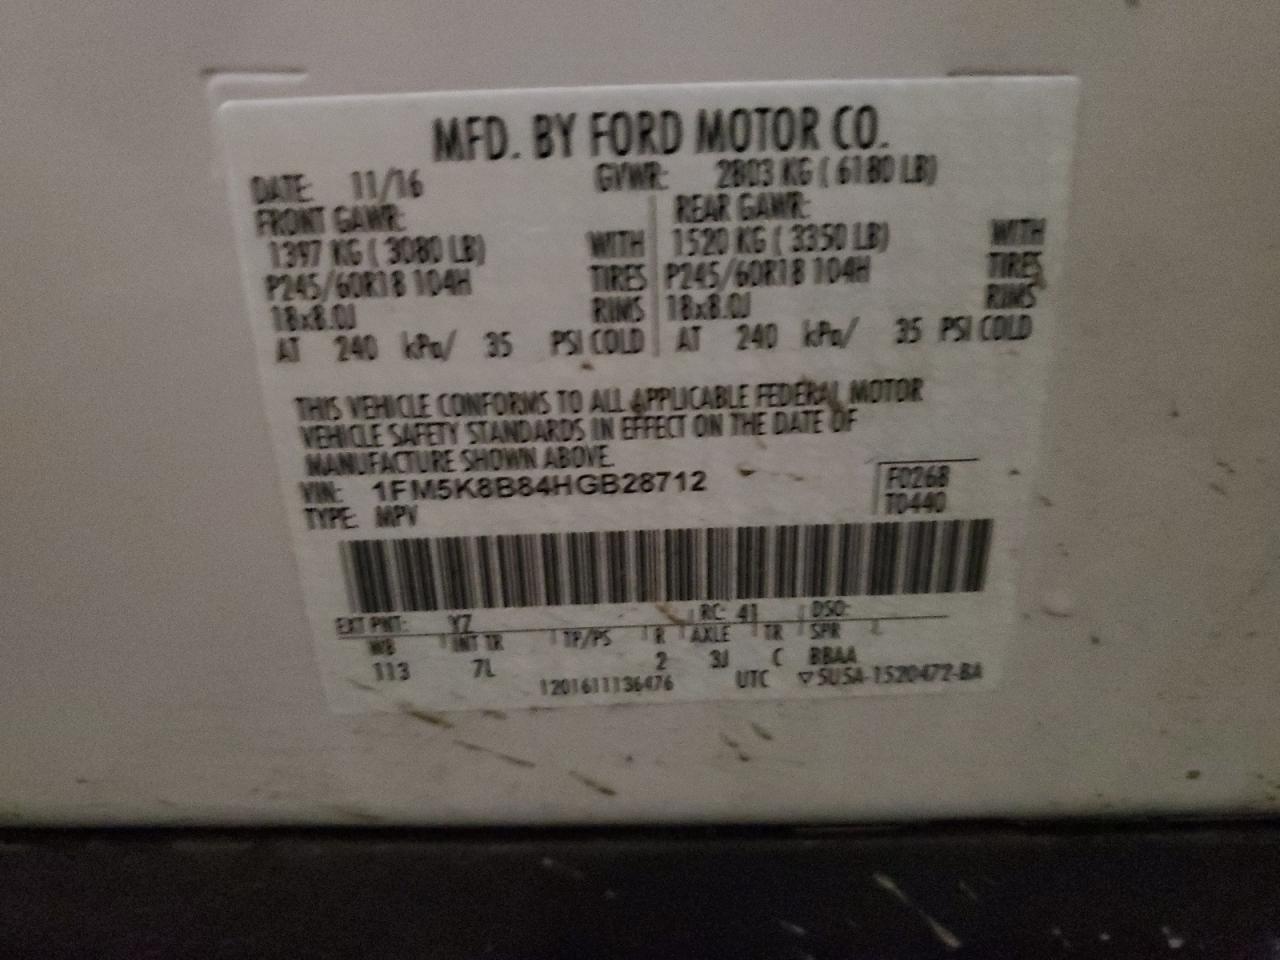 MFD. BY FORD MOTOR CO.
DATE: 11/16 GVWR: 2803 KG ( 6180 LB)
FRONT GAWR: REAR GAWR:
1397 KG ( 3080 LB) WITH 1520 KG ( 3350 LB) WITH
P245/60R18 104H TIRES P245/60R18 104H TIRES
18x8.0J RIMS 18x8.0J RIMS
AT 240 kPa/ 35 PSI COLD AT 240 kPa/ 35 PSI COLD
THIS VEHICLE CONFORMS TO ALL APPLICABLE FEDERAL MOTOR
VEHICLE SAFETY STANDARDS IN EFFECT ON THE DATE OF
MANUFACTURE SHOWN ABOVE.
VIN: 1FM5K8B84HGB28712 F0268
TYPE: MPV T0440
EXT PNT: YZ RC: 41 DSO:
WB INT TR TP/PS R AXLE TR SPR
113 7L 2 3J C BBAA
1201611136476 UTC ▽5USA-1520472-BA